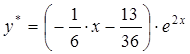 y* = (-1/6 · x - 13/36) · e^{2x}